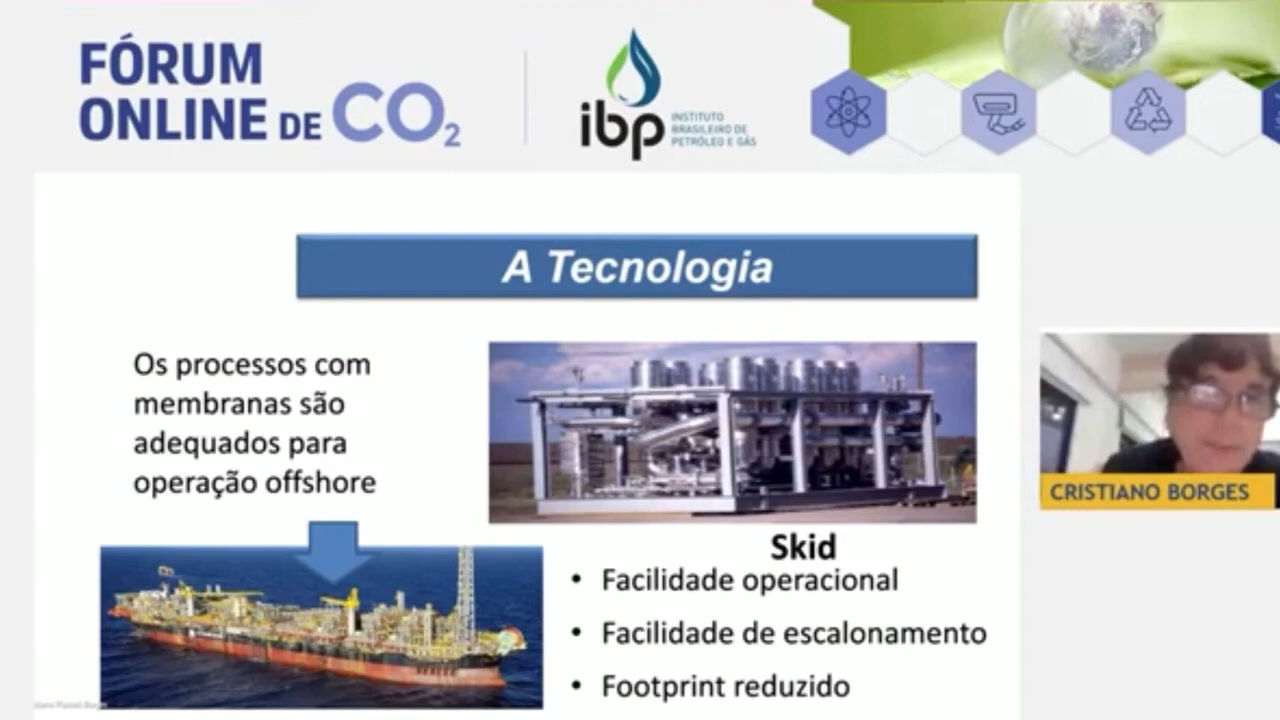 FÓRUM
ONLINE DE CO2
ibp
INSTITUTO
BRASILEIRO DE
PETRÓLEO E GÁS
A Tecnologia
Os processos com
membranas são
adequados para
operação offshore
Skid
• Facilidade operacional
• Facilidade de escalonamento
• Footprint reduzido
CRISTIANO BORGES